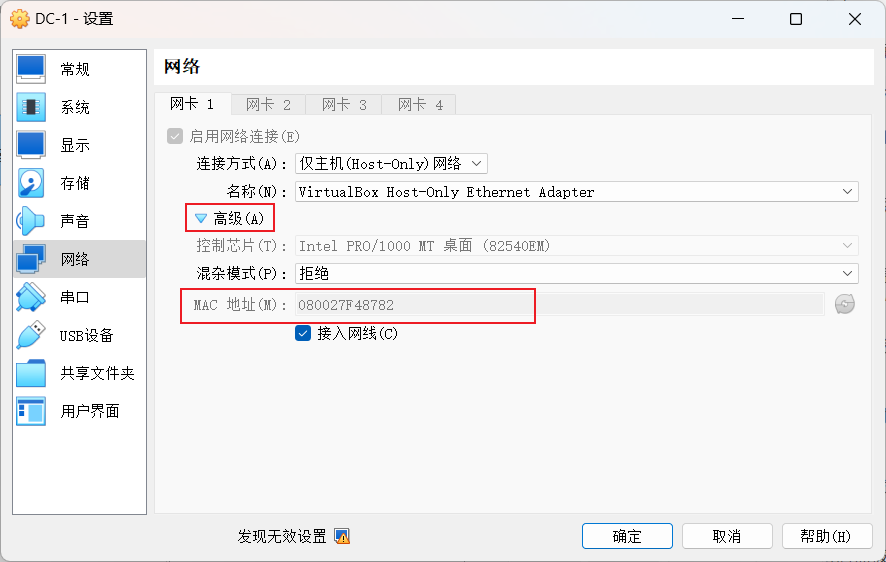 DC-1 - 设置
常规
系统
显示
存储
声音
网络
串口
USB设备
共享文件夹
用户界面
网络
网卡 1 网卡 2 网卡 3 网卡 4
启用网络连接(E)
连接方式(A): 仅主机(Host-Only)网络
名称(N): VirtualBox Host-Only Ethernet Adapter
高级(A)
控制芯片(T): Intel PRO/1000 MT 桌面 (82540EM)
混杂模式(P): 拒绝
MAC 地址(M): 080027F48782
接入网线(C)
发现无效设置
确定 取消 帮助(H)